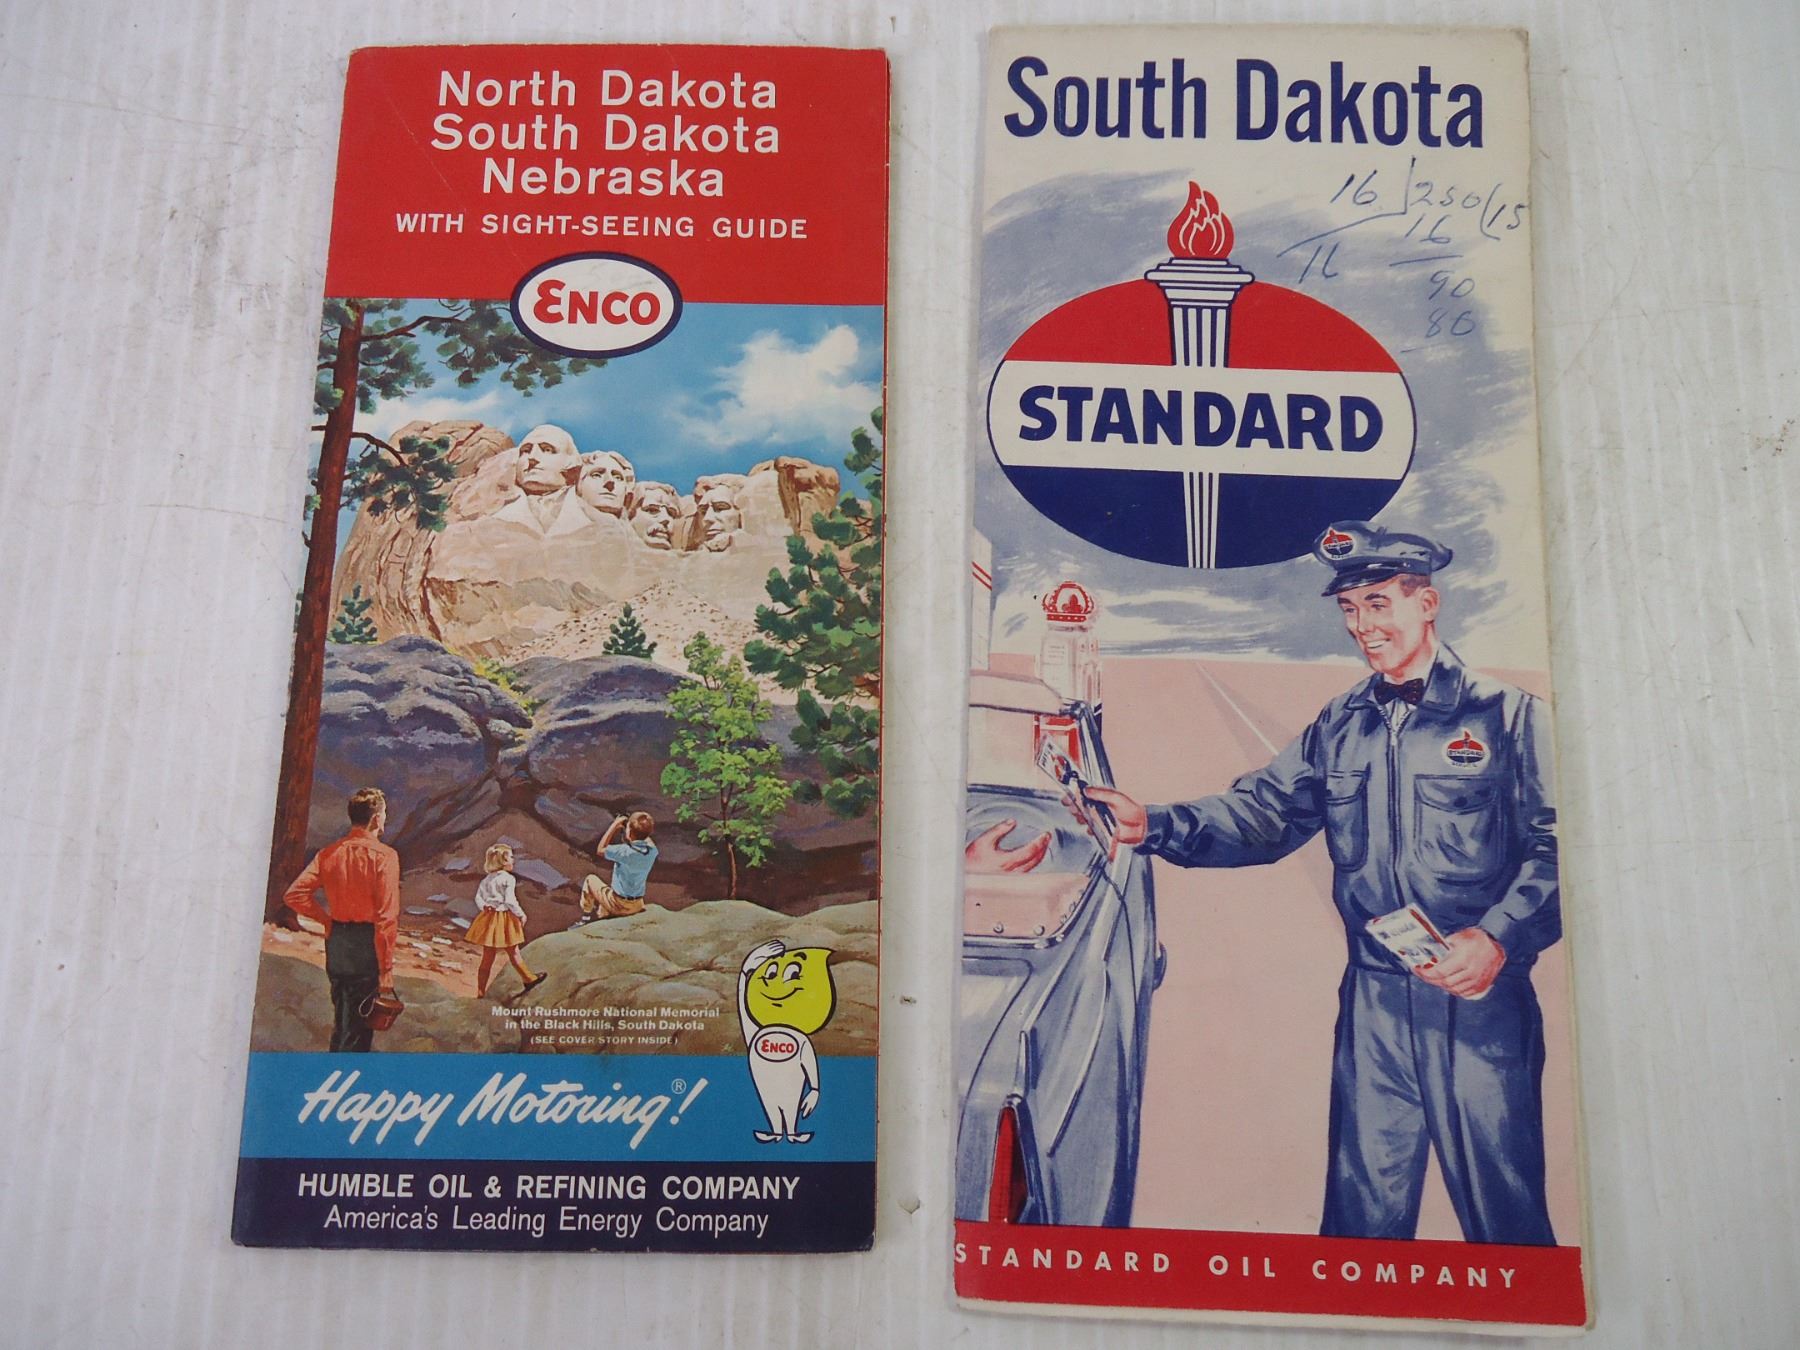 North Dakota
South Dakota
Nebraska
WITH SIGHT-SEEING GUIDE
ENCO
Mount Rushmore National Memorial
in the Black Hills, South Dakota
(SEE COVER STORY INSIDE)
ENCO
Happy Motoring®!
HUMBLE OIL & REFINING COMPANY
America's Leading Energy Company
South Dakota
16 250 15
16
16
90
80
STANDARD
STANDARD
STANDARD OIL COMPANY